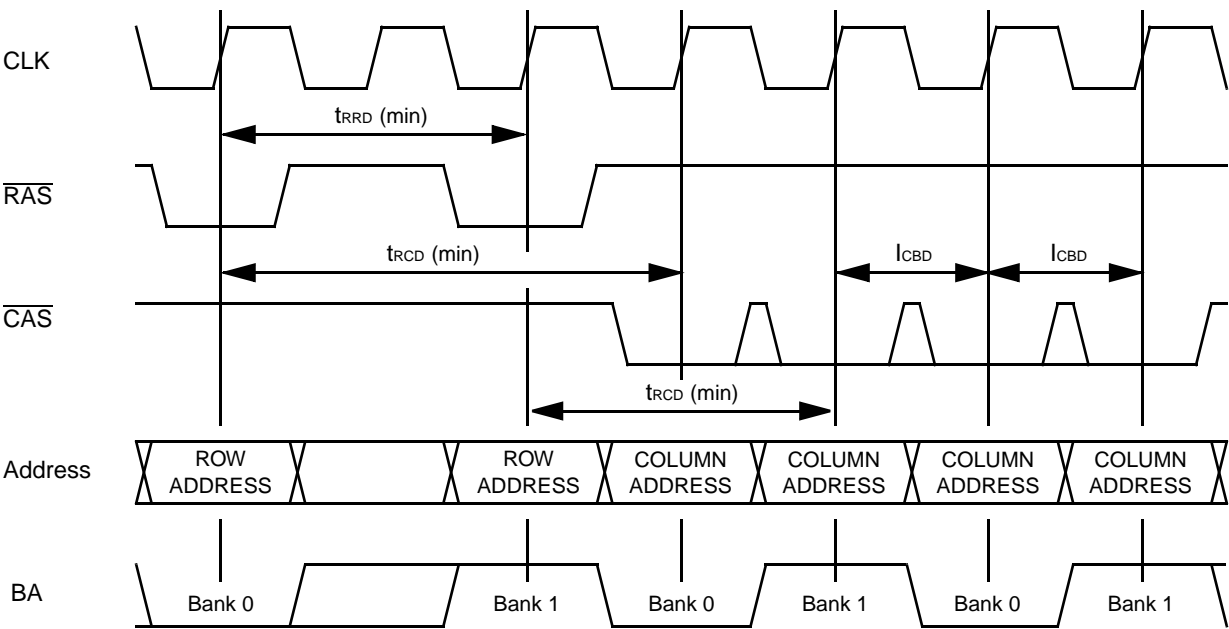 CLK
tRRD (min)
RAS
tRCD (min)
ICBD
ICBD
CAS
tRCD (min)
Address
ROW
ADDRESS
ROW
ADDRESS
COLUMN
ADDRESS
COLUMN
ADDRESS
COLUMN
ADDRESS
COLUMN
ADDRESS
BA
Bank 0
Bank 1
Bank 0
Bank 1
Bank 0
Bank 1